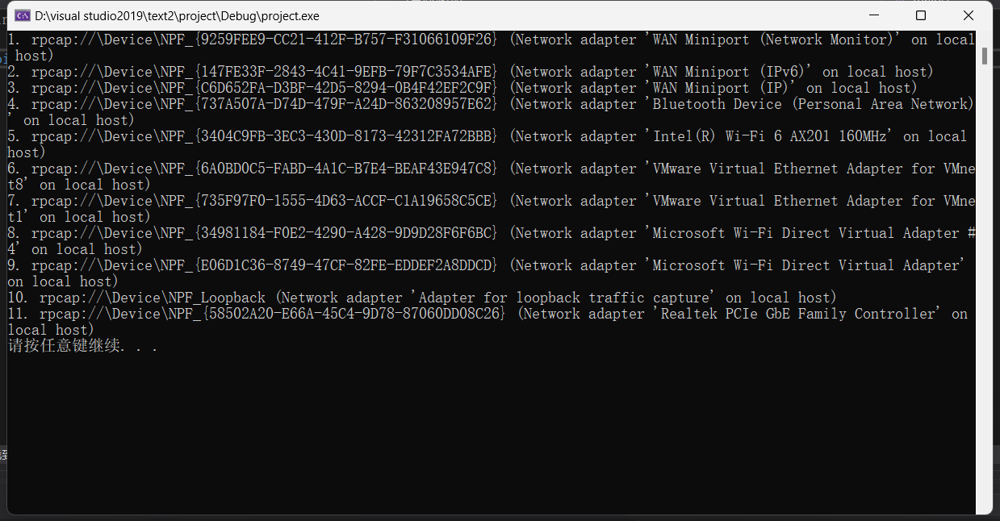 D:\visual studio2019\text2\project\Debug\project.exe
1. rpcap://\Device\NPF_{9259FEE9-CC21-412F-B757-F31066109F26} (Network adapter 'WAN Miniport (Network Monitor)' on local
host)
2. rpcap://\Device\NPF_{147FE33F-2843-4C41-9EFB-79F7C3534AFE} (Network adapter 'WAN Miniport (IPv6)' on local host)
3. rpcap://\Device\NPF_{C6D652FA-D3BF-42D5-8294-0B4F42EF2C9F} (Network adapter 'WAN Miniport (IP)' on local host)
4. rpcap://\Device\NPF_{737A507A-D74D-479F-A24D-863208957E62} (Network adapter 'Bluetooth Device (Personal Area Network)
' on local host)
5. rpcap://\Device\NPF_{3404C9FB-3EC3-430D-8173-42312FA72BBB} (Network adapter 'Intel(R) Wi-Fi 6 AX201 160MHz' on local
host)
6. rpcap://\Device\NPF_{6A0BD0C5-FABD-4A1C-B7E4-BEAF43E947C8} (Network adapter 'VMware Virtual Ethernet Adapter for VMne
t8' on local host)
7. rpcap://\Device\NPF_{735F97F0-1555-4D63-ACCF-C1A19658C5CE} (Network adapter 'VMware Virtual Ethernet Adapter for VMne
t1' on local host)
8. rpcap://\Device\NPF_{34981184-F0E2-4290-A428-9D9D28F6F6BC} (Network adapter 'Microsoft Wi-Fi Direct Virtual Adapter #
4' on local host)
9. rpcap://\Device\NPF_{E06D1C36-8749-47CF-82FE-EDDEF2A8DDCD} (Network adapter 'Microsoft Wi-Fi Direct Virtual Adapter'
on local host)
10. rpcap://\Device\NPF_Loopback (Network adapter 'Adapter for loopback traffic capture' on local host)
11. rpcap://\Device\NPF_{58502A20-E66A-45C4-9D78-87060DD08C26} (Network adapter 'Realtek PCIe GbE Family Controller' on
local host)
请按任意键继续. . .